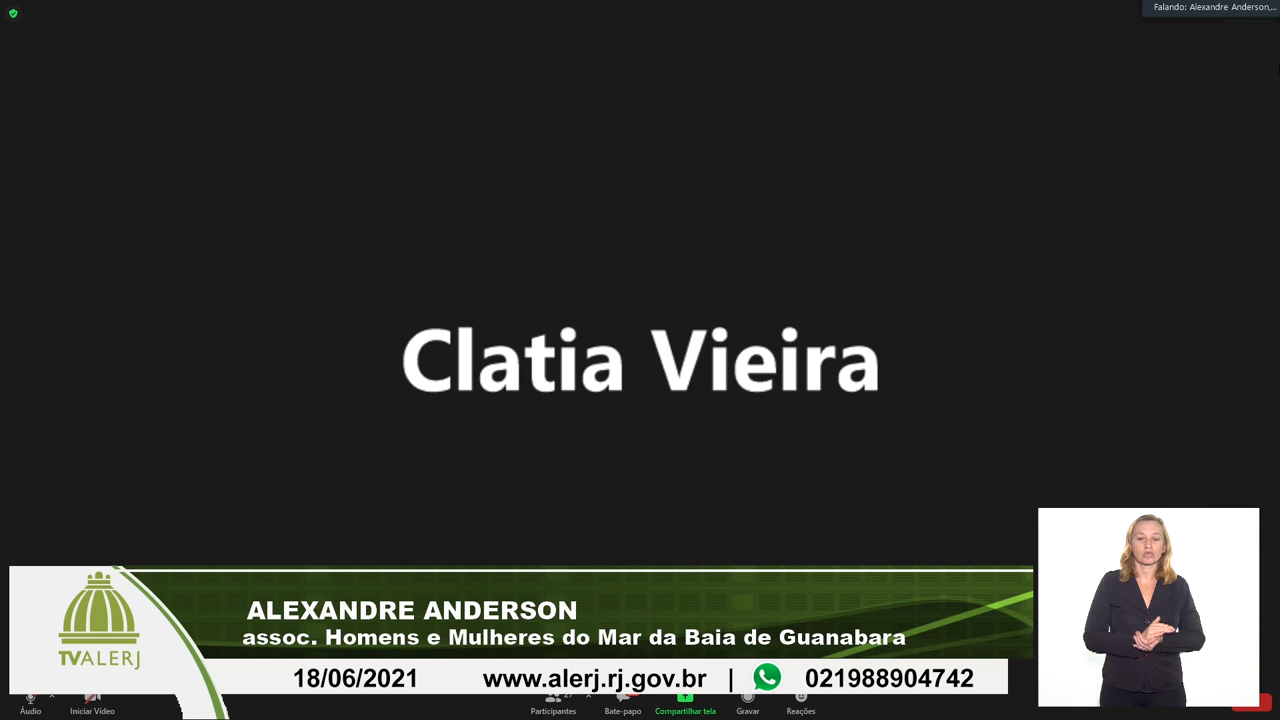 Falando: Alexandre Anderson,...
Clatia Vieira
ALEXANDRE ANDERSON
assoc. Homens e Mulheres do Mar da Baia de Guanabara
TVALERJ
18/06/2021 www.alerj.rj.gov.br | 021988904742
Áudio Iniciar Vídeo Participantes 27 Bate-papo Compartilhar tela Gravar Reações